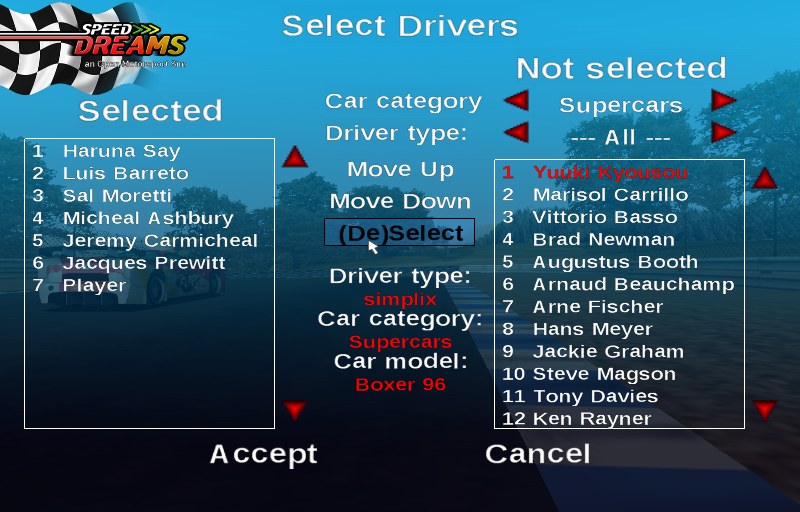 SPEED
DREAMS
an Open Motorsport Sim
Select Drivers
Selected
1 Haruna Say
2 Luis Barreto
3 Sal Moretti
4 Micheal Ashbury
5 Jeremy Carmicheal
6 Jacques Prewitt
7 Player
Car category
Driver type:
Move Up
Move Down
(De)Select
Driver type:
simplix
Car category:
Supercars
Car model:
Boxer 96
Not selected
Supercars
--- All ---
1 Yuuki Kyousou
2 Marisol Carrillo
3 Vittorio Basso
4 Brad Newman
5 Augustus Booth
6 Arnaud Beauchamp
7 Arne Fischer
8 Hans Meyer
9 Jackie Graham
10 Steve Magson
11 Tony Davies
12 Ken Rayner
Accept
Cancel